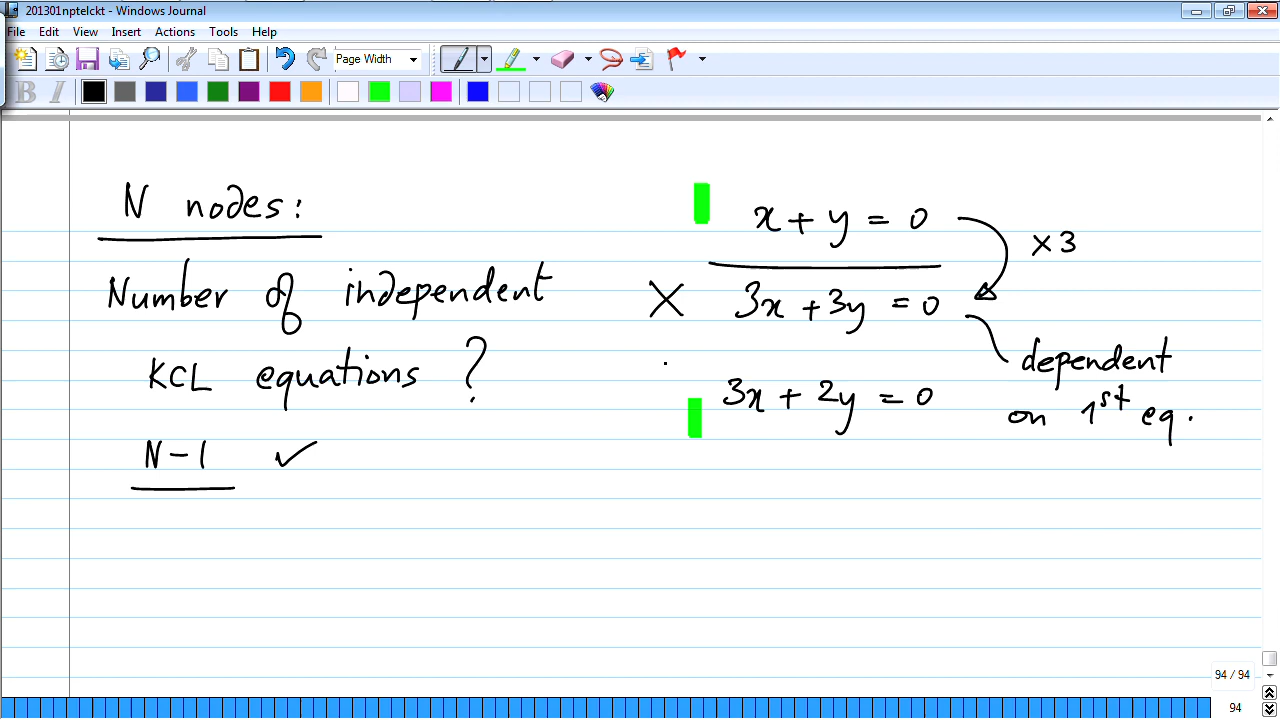 201301nptelckt - Windows Journal
File Edit View Insert Actions Tools Help
Page Width
B I
N nodes:
Number of independent
KCL equations ?
N-1 ✓
x + y = 0
×3
× 3x + 3y = 0
dependent
on 1st eq.
3x + 2y = 0
94 / 94
94